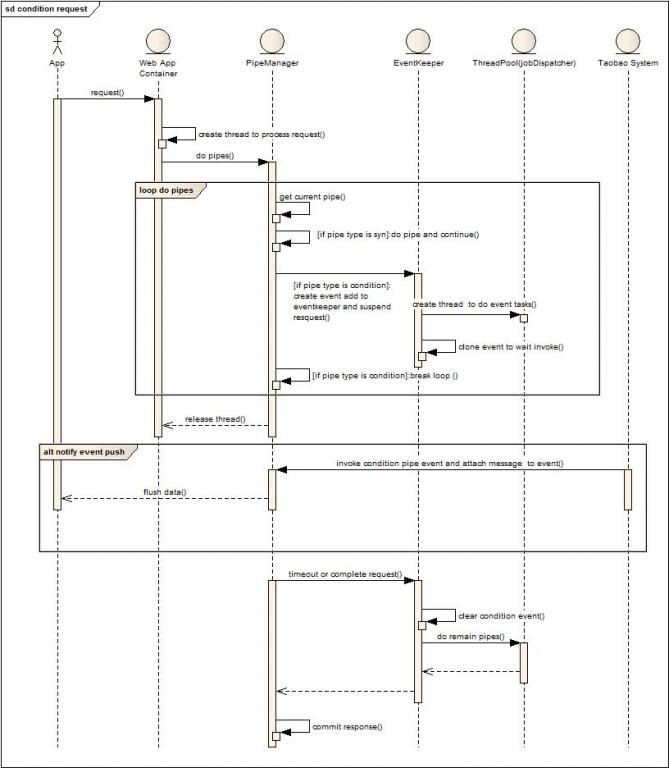 sd condition request
App
Web App
Container
PipeManager
EventKeeper
ThreadPool(jobDispatcher)
Taobao System
request()
create thread to process request()
do pipes()
loop do pipes
get current pipe()
[if pipe type is syn]:do pipe and continue()
[if pipe type is condition]:
create event add to
eventkeeper and suspend
resquest()
create thread  to do event tasks()
clone event to wait invoke()
[if pipe type is condition]:break loop ()
release thread()
alt notify event push
invoke condition pipe event and attach message  to event()
flush data()
timeout or complete request()
clear condition event()
do remain pipes()
commit response()